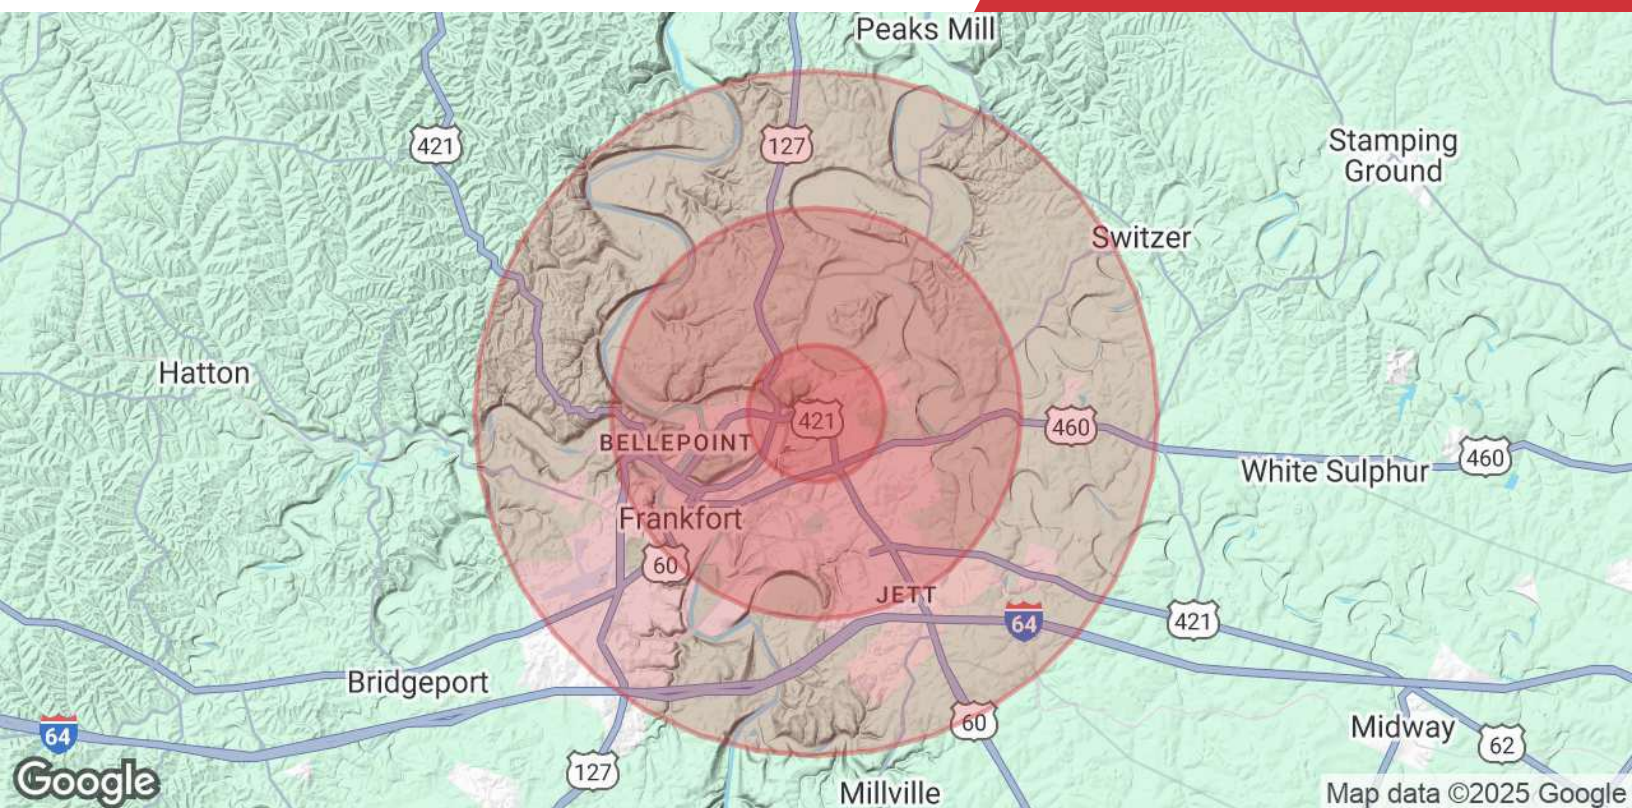 Peaks Mill
421
127
Stamping
Ground
Switzer
Hatton
421
460
BELLEPOINT
460
White Sulphur
Frankfort
60
JETT
64
421
Bridgeport
60
Midway
64
62
127
Google
Millville
Map data ©2025 Google